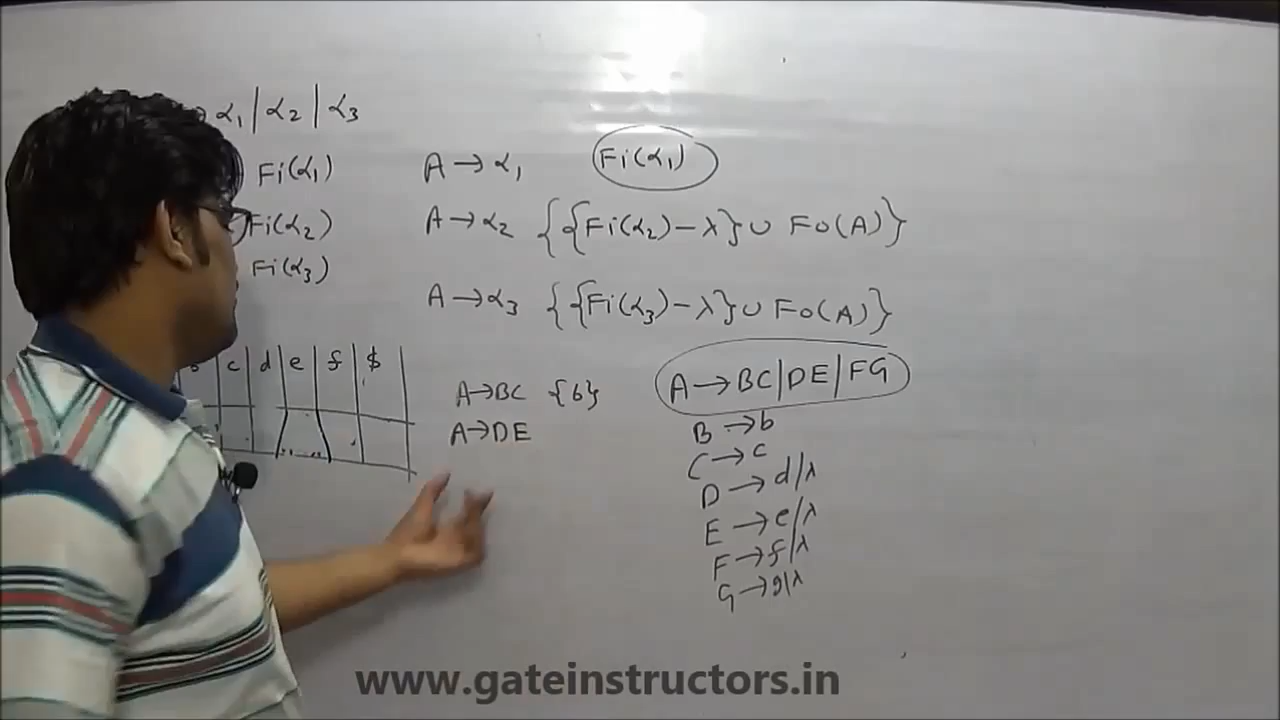 α₁ | α₂ | α₃
Fi(α₁)
Fi(α₂)
Fi(α₃)
A → α₁ Fi(α₁)
A → α₂ {{Fi(α₂) − λ} ∪ Fo(A)}
A → α₃ {{Fi(α₃) − λ} ∪ Fo(A)}
c d e f $
A → BC {b}
A → DE
A → BC | DE | FG
B → b
C → c
D → d | λ
E → e | λ
F → f | λ
G → g | λ
www.gateinstructors.in